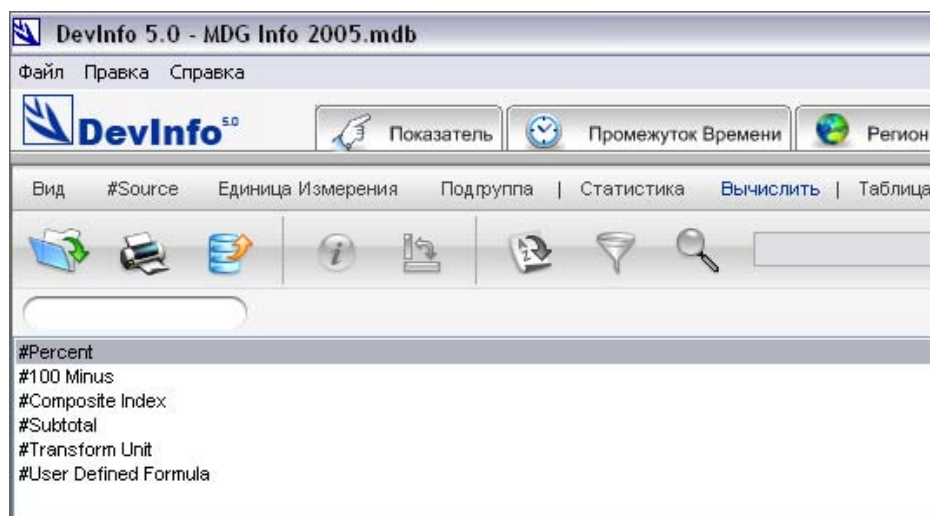 DevInfo 5.0 - MDG Info 2005.mdb
Файл Правка Справка
DevInfo 5.0 Показатель Промежуток Времени Регион
Вид #Source Единица Измерения Подгруппа | Статистика Вычислить | Таблица
#Percent
#100 Minus
#Composite Index
#Subtotal
#Transform Unit
#User Defined Formula